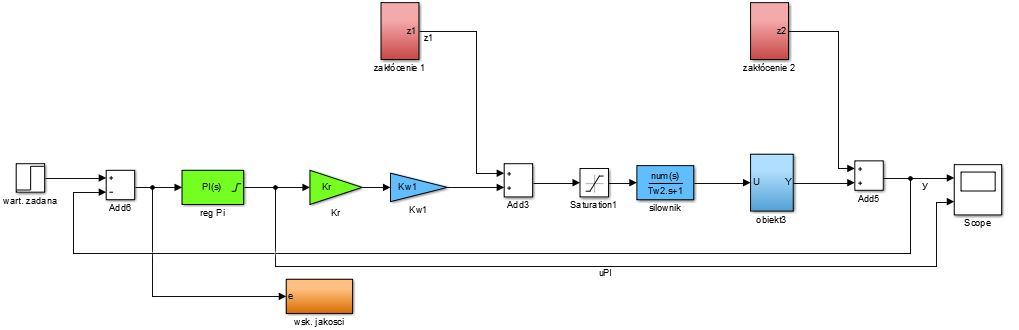 z1
z1
zakłócenie 1
z2
zakłócenie 2
wart. zadana
+
−
Add6
PI(s)
reg Pi
Kr
Kr
Kw1
Kw1
+
+
Add3
Saturation1
num(s)
Tw2.s+1
silownik
U
Y
obiekt3
+
+
Add5
y
Scope
uPI
e
wsk. jakosci